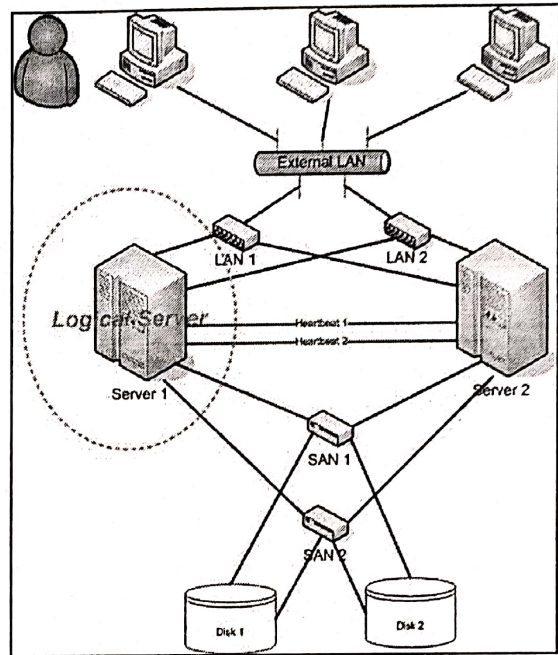 External LAN
LAN 1
LAN 2
Logical Server
Heartbeat 1
Heartbeat 2
Server 1
Server 2
SAN 1
SAN 2
Disk 1
Disk 2